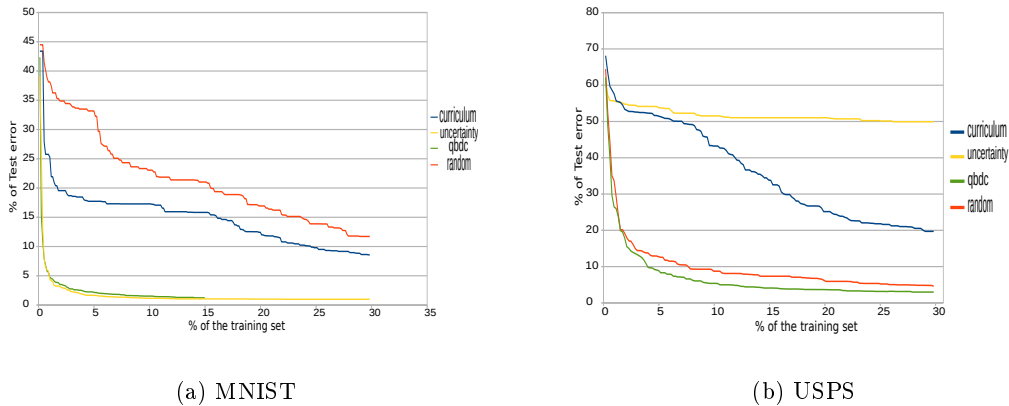 50
45
40
35
30
25
20
15
10
5
0
% of Test error
0 5 10 15 20 25 30 35
% of the training set
curriculum
uncertainty
qbdc
random
(a) MNIST
80
70
60
50
40
30
20
10
0
% of Test error
0 5 10 15 20 25 30
% of the training set
curriculum
uncertainty
qbdc
random
(b) USPS